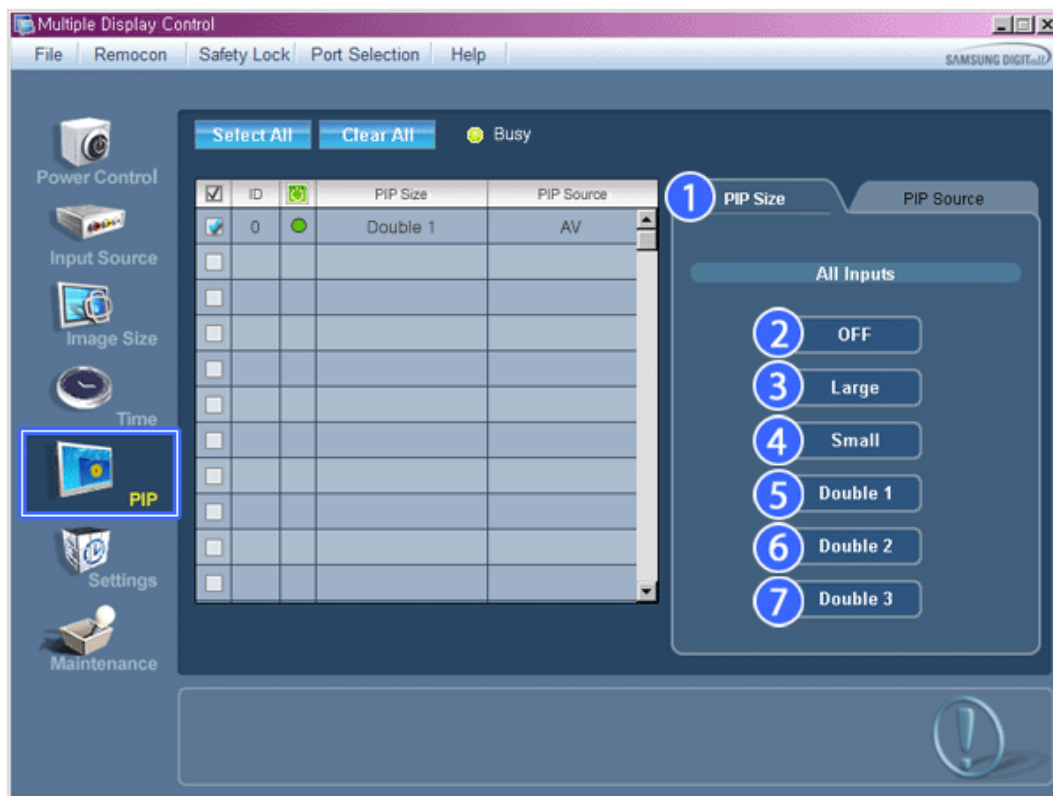 Multiple Display Control
File Remocon Safety Lock Port Selection Help
SAMSUNG DIGITall
Select All Clear All Busy
Power Control
Input Source
Image Size
Time
PIP
Settings
Maintenance
ID PIP Size PIP Source
0 Double 1 AV
1 PIP Size PIP Source
All Inputs
2 OFF
3 Large
4 Small
5 Double 1
6 Double 2
7 Double 3